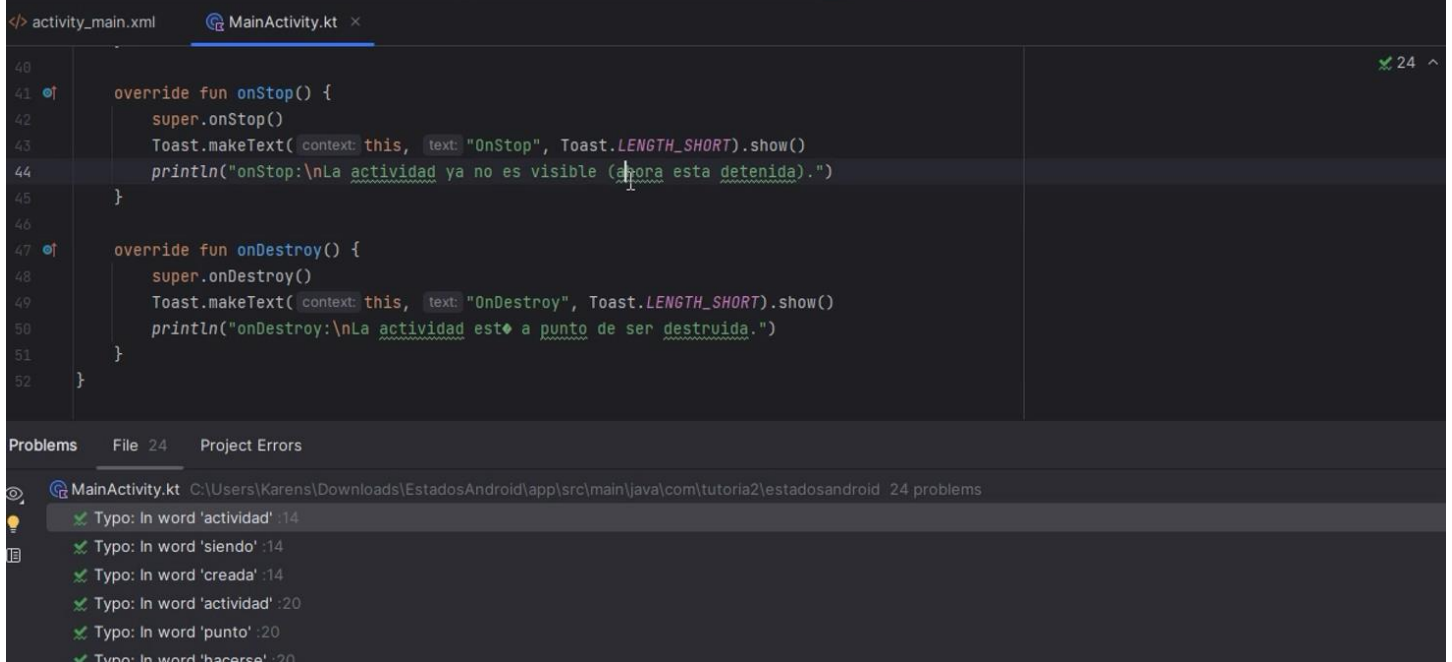 activity_main.xml MainActivity.kt
40
24
41 override fun onStop() {
42 super.onStop()
43 Toast.makeText( context: this, text: "OnStop", Toast.LENGTH_SHORT).show()
44 println("onStop:\nLa actividad ya no es visible (ahora esta detenida).")
45 }
46
47 override fun onDestroy() {
48 super.onDestroy()
49 Toast.makeText( context: this, text: "OnDestroy", Toast.LENGTH_SHORT).show()
50 println("onDestroy:\nLa actividad est� a punto de ser destruida.")
51 }
52 }
Problems File 24 Project Errors
MainActivity.kt C:\Users\Karens\Downloads\EstadosAndroid\app\src\main\java\com\tutoria2\estadosandroid 24 problems
Typo: In word 'actividad' :14
Typo: In word 'siendo' :14
Typo: In word 'creada' :14
Typo: In word 'actividad' :20
Typo: In word 'punto' :20
Typo: In word 'hacerse' :20